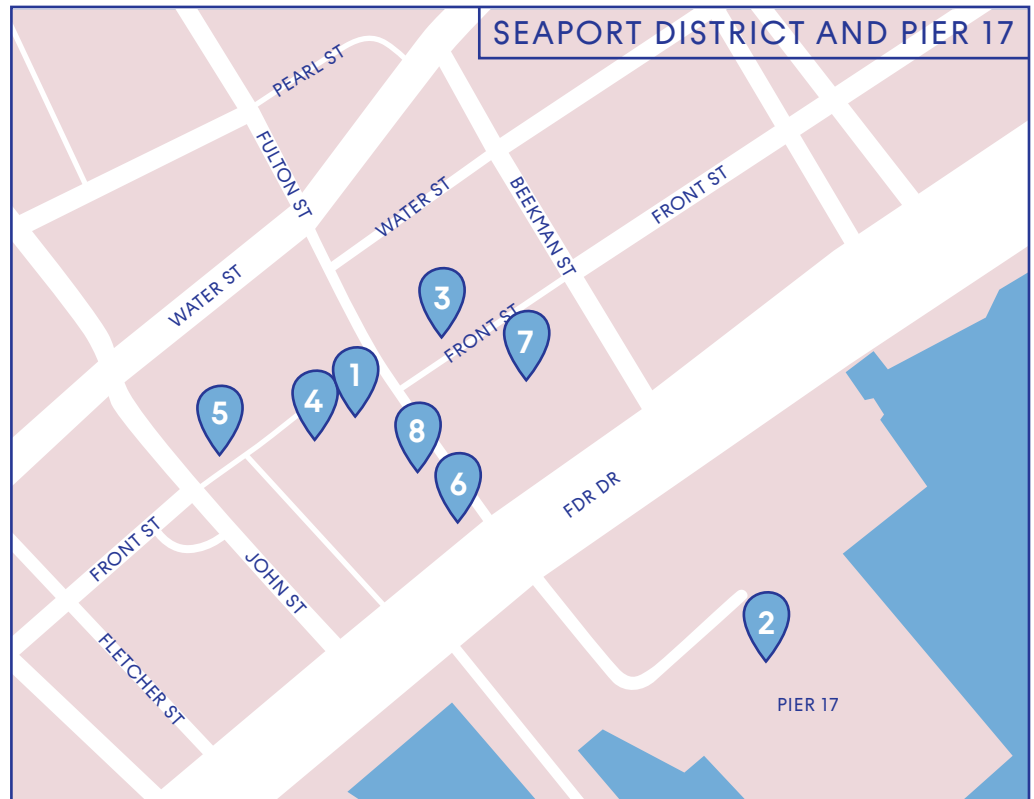 SEAPORT DISTRICT AND PIER 17
PEARL ST
FULTON ST
WATER ST
BEEKMAN ST
FRONT ST
WATER ST
3
FRONT ST
7
1
4
5
8
6
FDR DR
FRONT ST
JOHN ST
FLETCHER ST
2
PIER 17